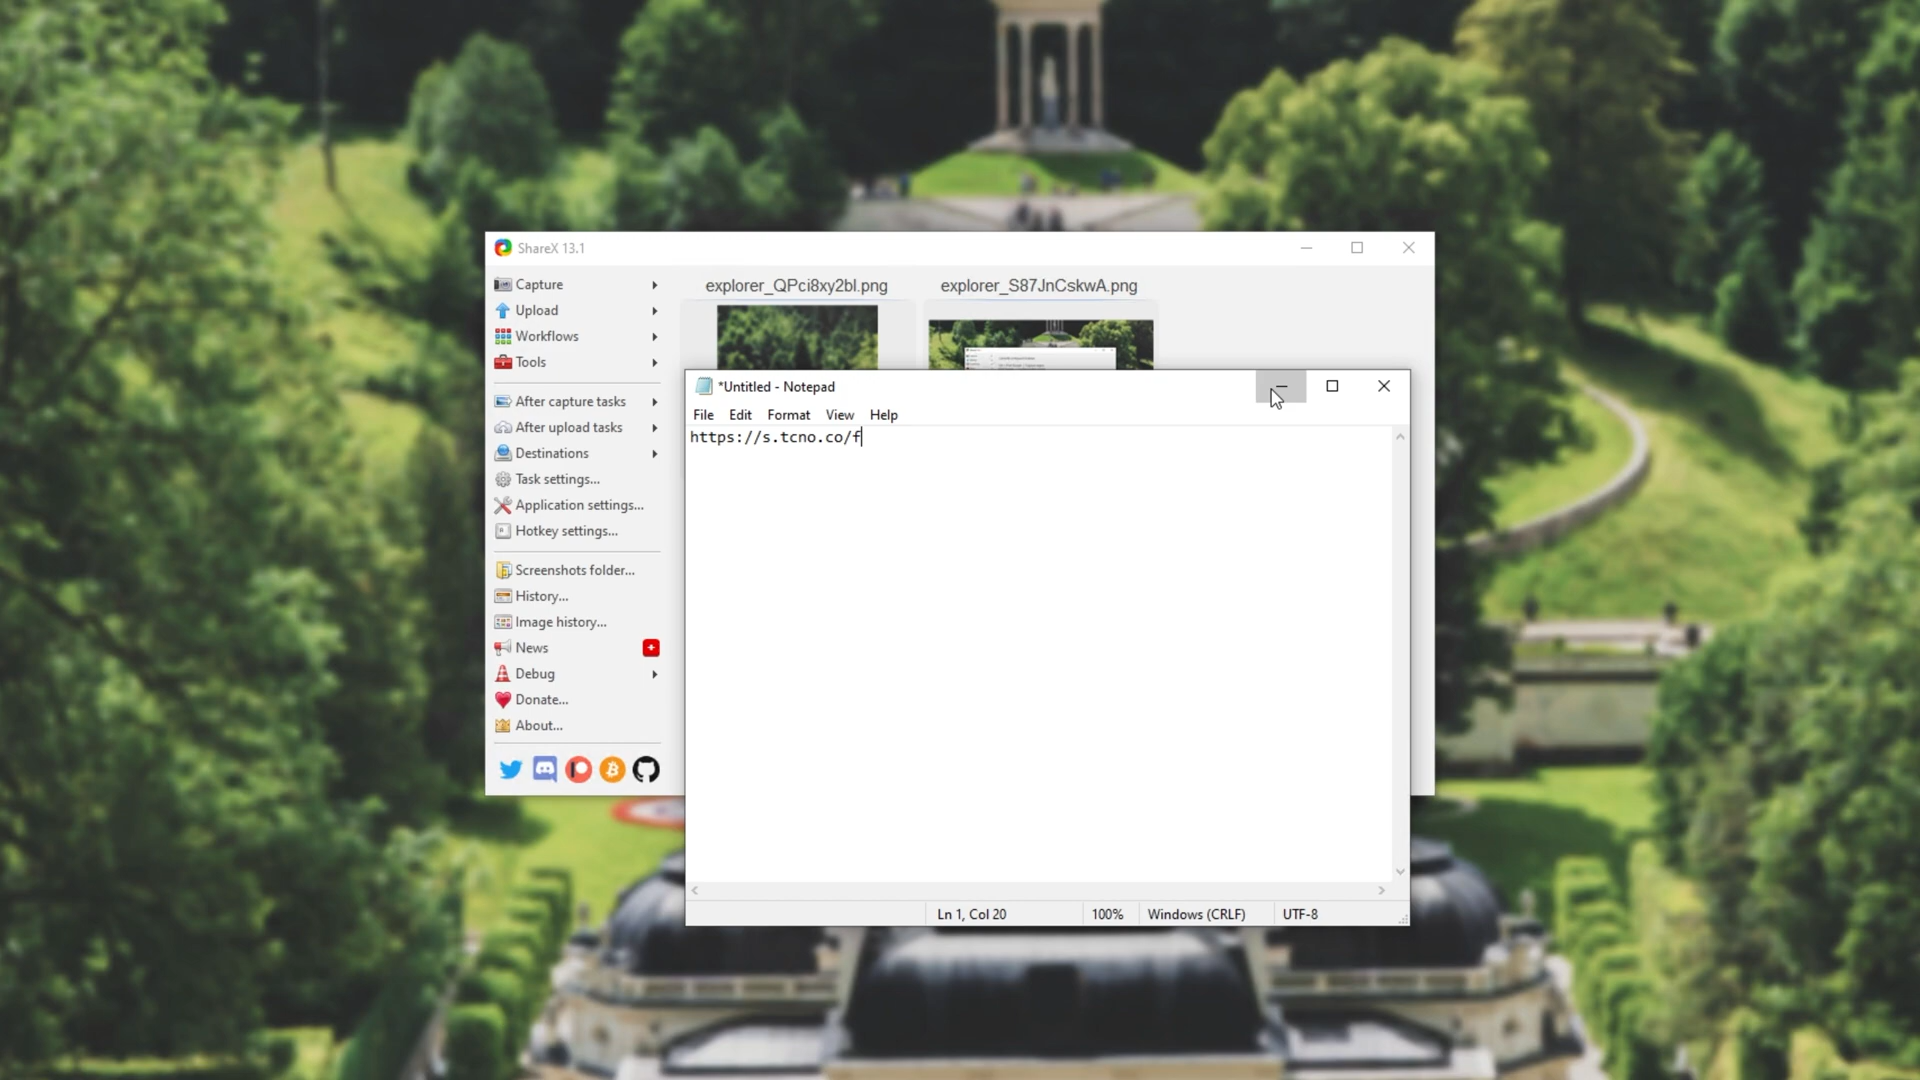 ShareX 13.1
Capture
Upload
Workflows
Tools
After capture tasks
After upload tasks
Destinations
Task settings...
Application settings...
Hotkey settings...
Screenshots folder...
History...
Image history...
News
Debug
Donate...
About...
explorer_QPci8xy2bl.png
explorer_S87JnCskwA.png
*Untitled - Notepad
File Edit Format View Help
https://s.tcno.co/f
Ln 1, Col 20 100% Windows (CRLF) UTF-8